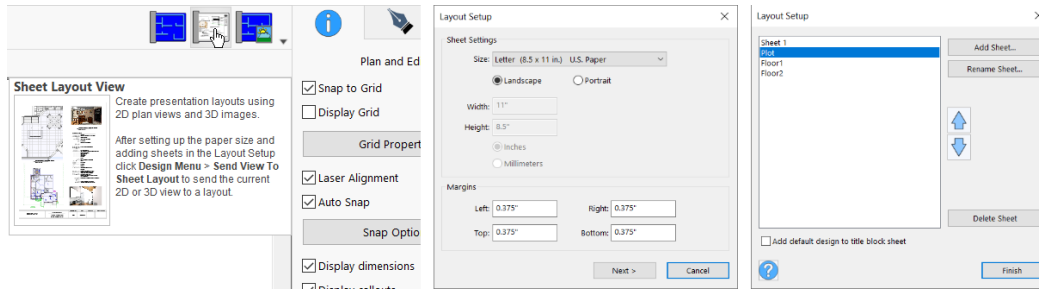 Sheet Layout View
Create presentation layouts using
2D plan views and 3D images.
After setting up the paper size and
adding sheets in the Layout Setup
click Design Menu > Send View To
Sheet Layout to send the current
2D or 3D view to a layout.
Plan and Ed
Snap to Grid
Display Grid
Grid Propert
Laser Alignment
Auto Snap
Snap Optio
Display dimensions
Display callouts
Layout Setup
Sheet Settings
Size: Letter (8.5 x 11 in.) U.S. Paper
Landscape Portrait
Width: 11"
Height: 8.5"
Inches
Millimeters
Margins
Left: 0.375" Right: 0.375"
Top: 0.375" Bottom: 0.375"
Next > Cancel
Layout Setup
Sheet 1
Plot
Floor1
Floor2
Add Sheet...
Rename Sheet...
Delete Sheet
Add default design to title block sheet
Finish